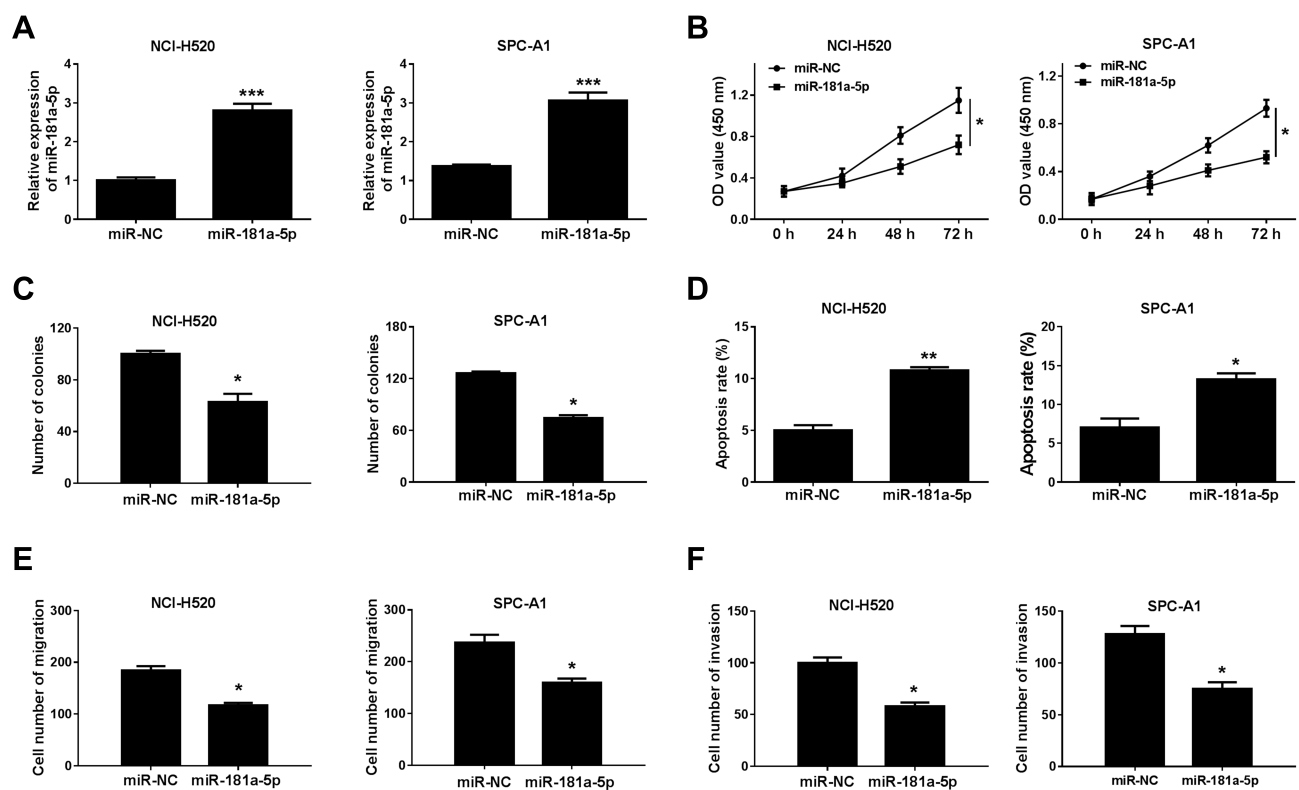 A
NCI-H520
Relative expression
of miR-181a-5p
4
3
2
1
0
***
miR-NC
miR-181a-5p
SPC-A1
Relative expression
of miR-181a-5p
4
3
2
1
0
***
miR-NC
miR-181a-5p
B
NCI-H520
miR-NC
miR-181a-5p
OD value (450 nm)
1.2
0.8
0.4
0.0
*
0 h
24 h
48 h
72 h
SPC-A1
miR-NC
miR-181a-5p
OD value (450 nm)
1.2
0.8
0.4
0.0
*
0 h
24 h
48 h
72 h
C
NCI-H520
Number of colonies
120
80
40
0
*
miR-NC
miR-181a-5p
SPC-A1
Number of colonies
180
120
60
0
*
miR-NC
miR-181a-5p
D
NCI-H520
Apoptosis rate (%)
15
10
5
0
**
miR-NC
miR-181a-5p
SPC-A1
Apoptosis rate (%)
20
15
10
5
0
*
miR-NC
miR-181a-5p
E
NCI-H520
Cell number of migration
300
200
100
0
*
miR-NC
miR-181a-5p
SPC-A1
Cell number of migration
300
200
100
0
*
miR-NC
miR-181a-5p
F
NCI-H520
Cell number of invasion
150
100
50
0
*
miR-NC
miR-181a-5p
SPC-A1
Cell number of invasion
150
100
50
0
*
miR-NC
miR-181a-5p